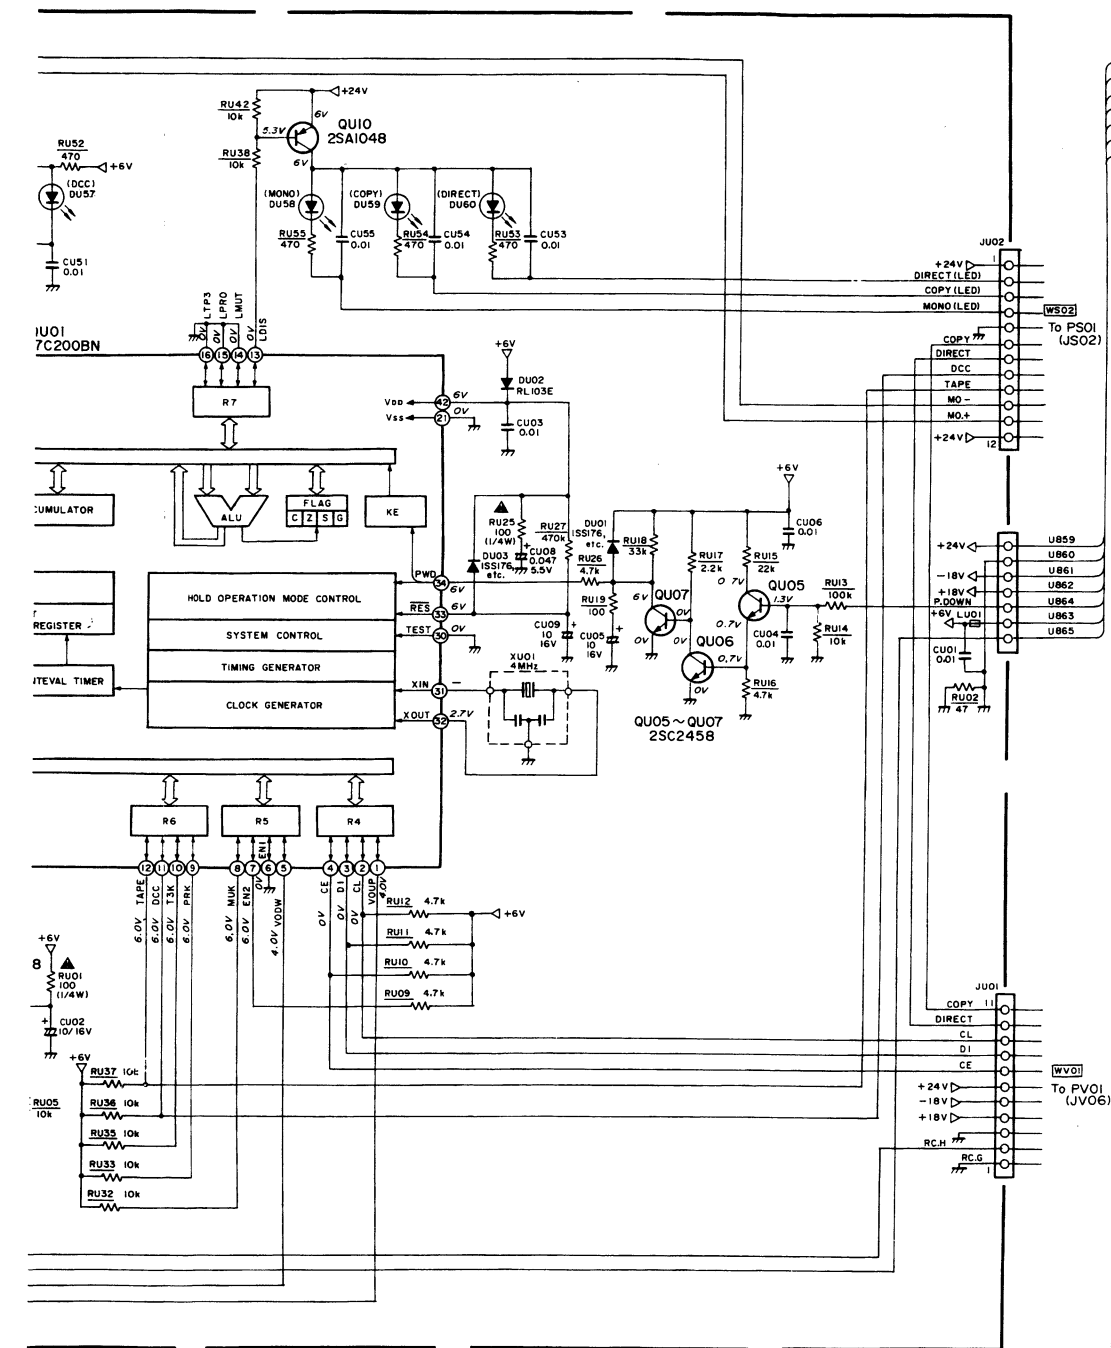 +24V
RU42
10k
6V
QU10
2SA1048
5.3V
RU52
470
+6V
RU38
10k
6V
(DCC)
DU57
(MONO)
DU58
(COPY)
DU59
(DIRECT)
DU60
RU55
470
CU55
0.01
RU54
470
CU54
0.01
RU53
470
CU53
0.01
CU51
0.01
JU02
1
+24V
DIRECT (LED)
COPY (LED)
MONO (LED)
WS02
To PS01
(JS02)
COPY
DIRECT
DCC
TAPE
MO -
MO.+
+24V
12
LTP3
LPRO
LMUT
LDIS
0V
0V
0V
0V
16
15
14
13
U01
7C200BN
R7
+6V
DU02
RL103E
VDD
42
6V
VSS
21
0V
CU03
0.01
CUMULATOR
ALU
FLAG
C Z S G
KE
+6V
RU25
100
(1/4W)
RU27
470k
DU01
1SS176,
etc.
RU18
33k
CU06
0.01
CU08
0.047
5.5V
RU26
4.7k
RU17
2.2k
RU15
22k
DU03
1SS176,
etc.
+24V
U859
U860
-18V
U861
+18V
U862
P.DOWN
U864
+6V
LU01
U863
U865
HOLD OPERATION MODE CONTROL
PWD
34
6V
RES
33
6V
RU19
100
QU07
6V
0V
0V
0V
0.7V
QU05
1.3V
RU13
100k
REGISTER
SYSTEM CONTROL
TEST
30
0V
CU09
10
16V
CU05
10
16V
QU06
0.7V
0.7V
0V
CU04
0.01
RU14
10k
CU01
0.01
TIMING GENERATOR
XU01
4MHz
TEVAL TIMER
CLOCK GENERATOR
XIN
31
–
XOUT
32
2.7V
RU16
4.7k
RU02
47
QU05～QU07
2SC2458
R6
R5
R4
EN1
12
11
10
9
8
7
6
5
4
3
2
1
TAPE
DCC
T3K
PRK
MUK
EN2
0V
VODW
CE
DI
CL
VOUP
6.0V
6.0V
6.0V
6.0V
6.0V
6.0V
4.0V
0V
0V
0V
4.0V
RU12 4.7k
+6V
RU11 4.7k
RU10 4.7k
RU09 4.7k
+6V
8
RU01
100
(1/4W)
CU02
10/16V
JU01
COPY 11
DIRECT
CL
DI
CE
WV01
+24V
To PV01
(JV06)
-18V
+18V
RC.H
RC.G
1
+6V
RU37 10k
RU05
10k
RU36 10k
RU35 10k
RU33 10k
RU32 10k